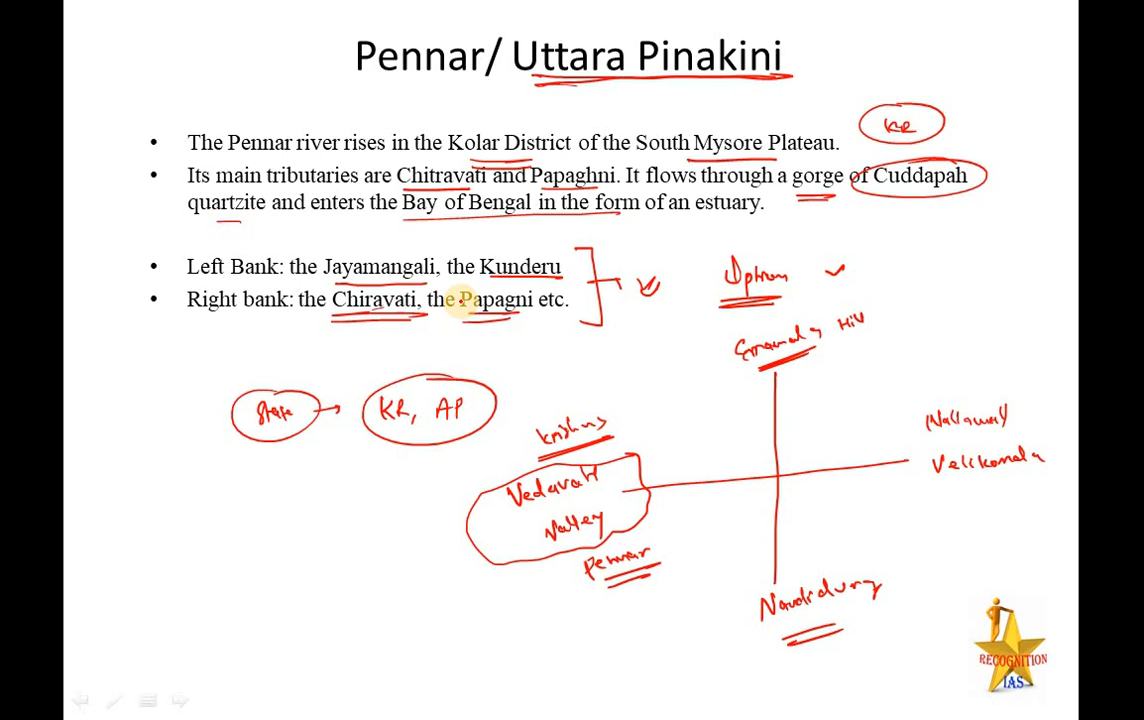 Pennar/ Uttara Pinakini
KR
• The Pennar river rises in the Kolar District of the South Mysore Plateau.
• Its main tributaries are Chitravati and Papaghni. It flows through a gorge of Cuddapah
quartzite and enters the Bay of Bengal in the form of an estuary.
• Left Bank: the Jayamangali, the Kunderu
• Right bank: the Chiravati, the Papagni etc.
Option
State → KR, AP
Vedavati
Valley
Pennar
Velikonda
RECOGNITION
IAS